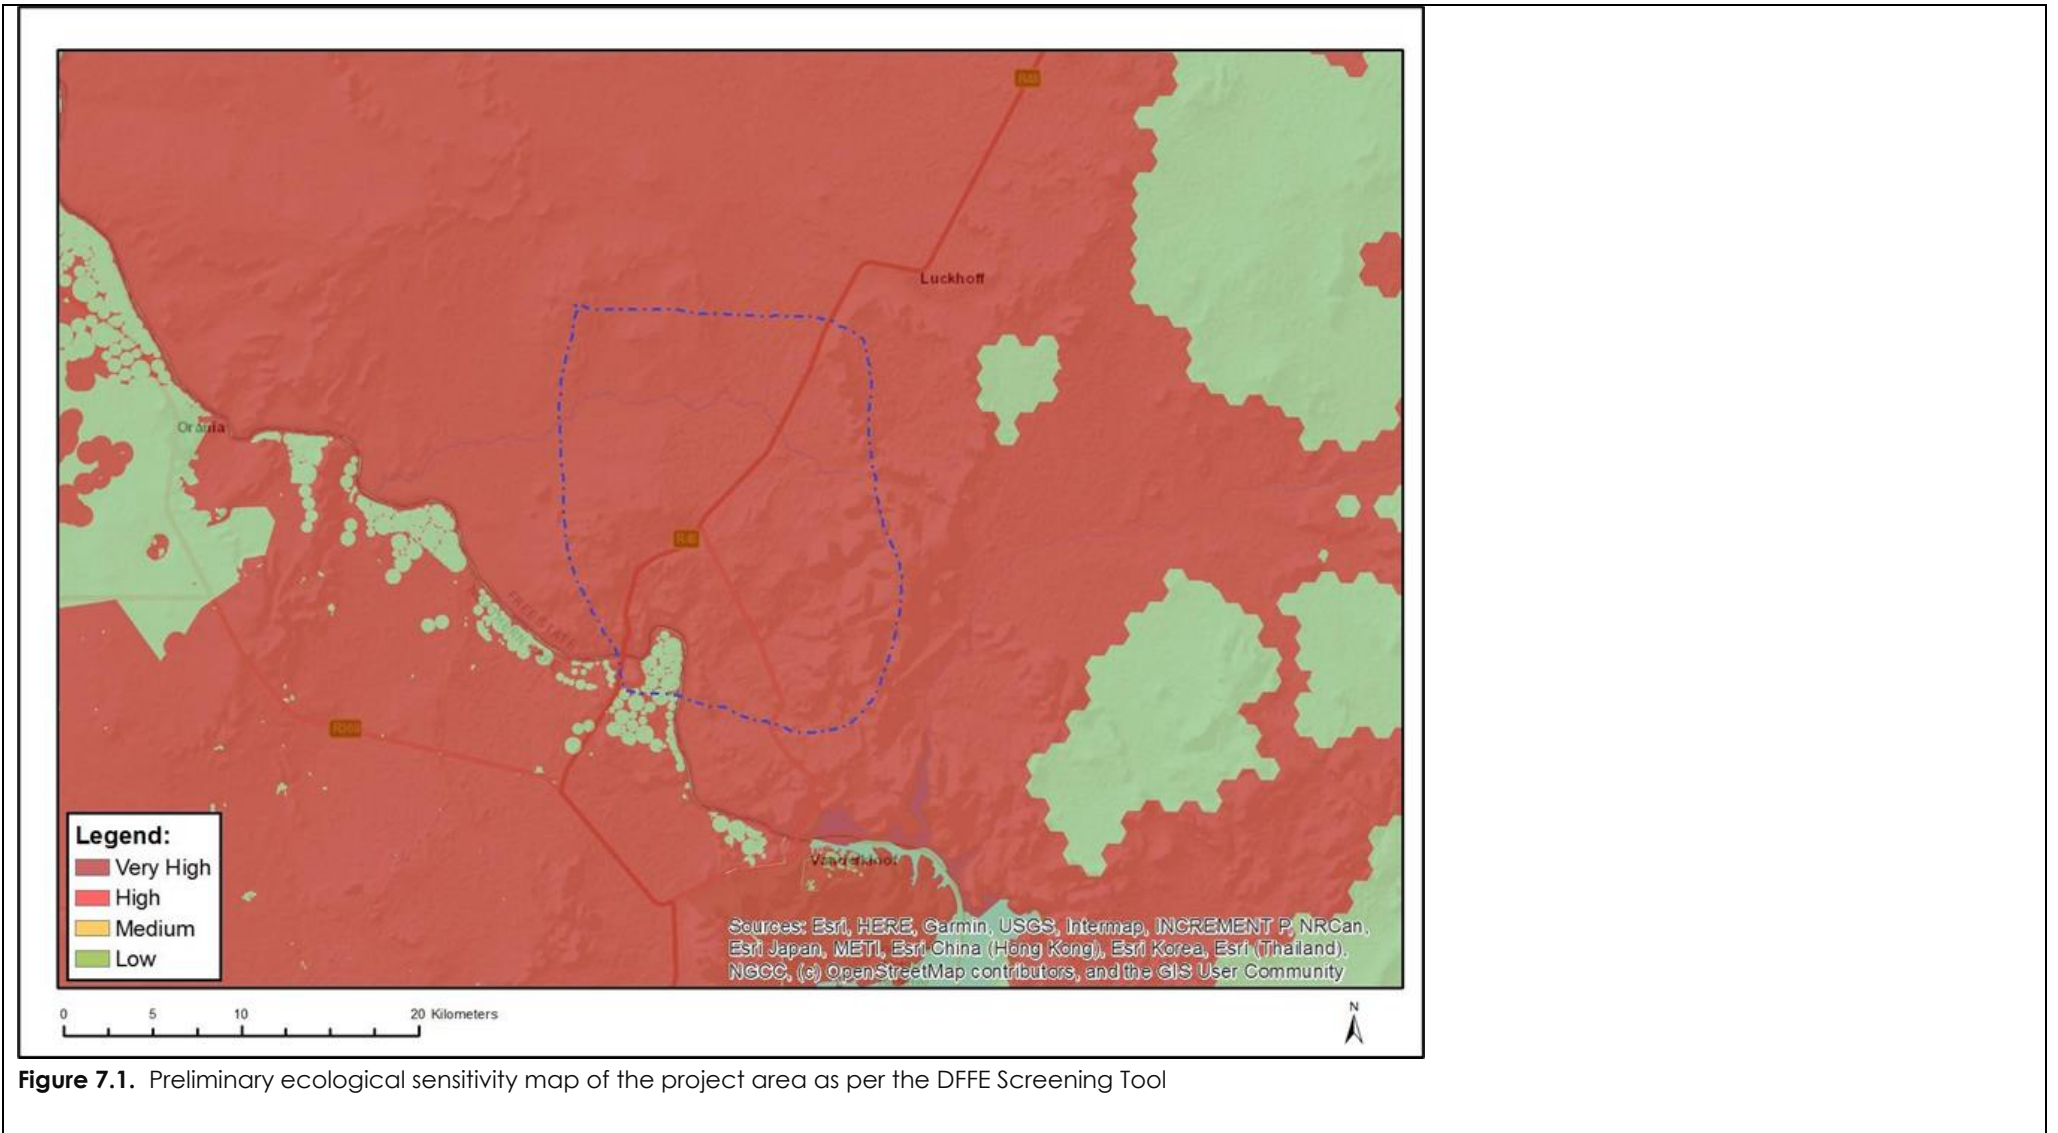 R48
Luckhoff
Orania
R48
FREE STATE
R369
Vanderkloof
Legend:
Very High
High
Medium
Low
Sources: Esri, HERE, Garmin, USGS, Intermap, INCREMENT P, NRCan,
Esri Japan, METI, Esri China (Hong Kong), Esri Korea, Esri (Thailand),
NGCC, (c) OpenStreetMap contributors, and the GIS User Community
0 5 10 20 Kilometers
N
Figure 7.1. Preliminary ecological sensitivity map of the project area as per the DFFE Screening Tool